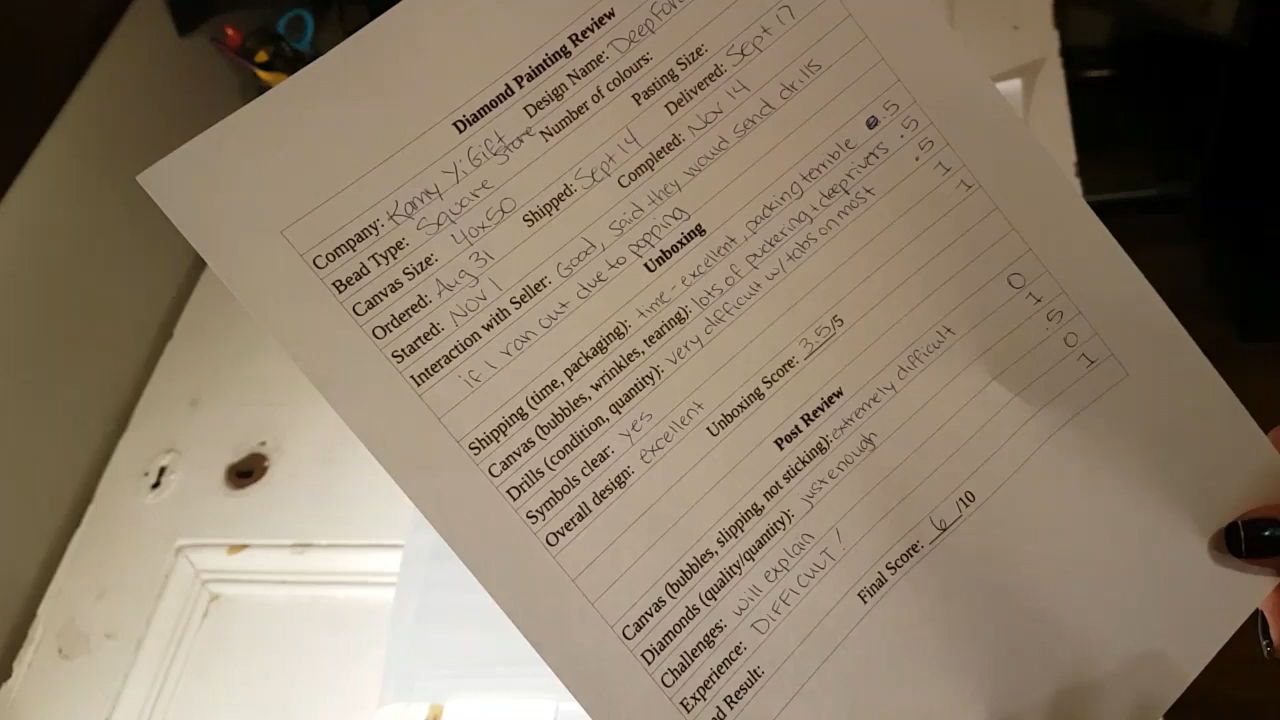 Diamond Painting Review
Company: Kamy Yi Gift Store Design Name:
Bead Type: Square Number of colours:
Canvas Size: 40x50 Pasting Size:
Ordered: Aug 31 Shipped: Sept 14 Delivered: Sept 17
Started: Nov 1 Completed: Nov 14
Interaction with Seller: Good, said they would send drills
if I ran out due to popping
Unboxing
Shipping (time, packaging): time - excellent, packing terrible .5
Canvas (bubbles, wrinkles, tearing): lots of puckering + deep rivers .5
Drills (condition, quantity): very difficult w/ tabs on most .5
Symbols clear: yes 1
Overall design: excellent 1
Unboxing Score: 3.5/5
Post Review
Canvas (bubbles, slipping, not sticking): extremely difficult 0
Diamonds (quality/quantity): just enough 1
Challenges: will explain .5
Experience: DIFFICULT! 0
Result: 1
Final Score: 6/10